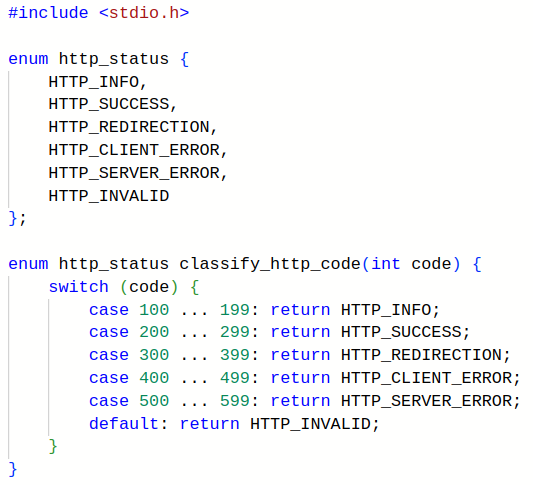 #include <stdio.h>

enum http_status {
    HTTP_INFO,
    HTTP_SUCCESS,
    HTTP_REDIRECTION,
    HTTP_CLIENT_ERROR,
    HTTP_SERVER_ERROR,
    HTTP_INVALID
};

enum http_status classify_http_code(int code) {
    switch (code) {
        case 100 ... 199: return HTTP_INFO;
        case 200 ... 299: return HTTP_SUCCESS;
        case 300 ... 399: return HTTP_REDIRECTION;
        case 400 ... 499: return HTTP_CLIENT_ERROR;
        case 500 ... 599: return HTTP_SERVER_ERROR;
        default: return HTTP_INVALID;
    }
}